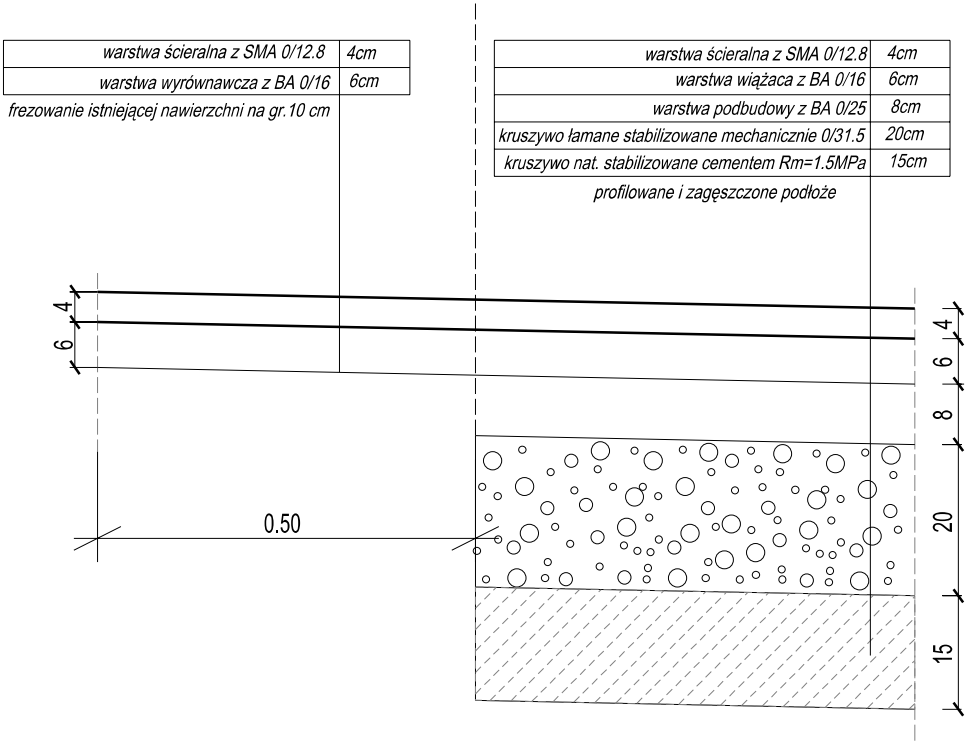 warstwa ścieralna z SMA 0/12.8 4cm
warstwa wyrównawcza z BA 0/16 6cm
frezowanie istniejącej nawierzchni na gr.10 cm
warstwa ścieralna z SMA 0/12.8 4cm
warstwa wiążaca z BA 0/16 6cm
warstwa podbudowy z BA 0/25 8cm
kruszywo łamane stabilizowane mechanicznie 0/31.5 20cm
kruszywo nat. stabilizowane cementem Rm=1.5MPa 15cm
profilowane i zagęszczone podłoże
4
6
0.50
4
6
8
20
15